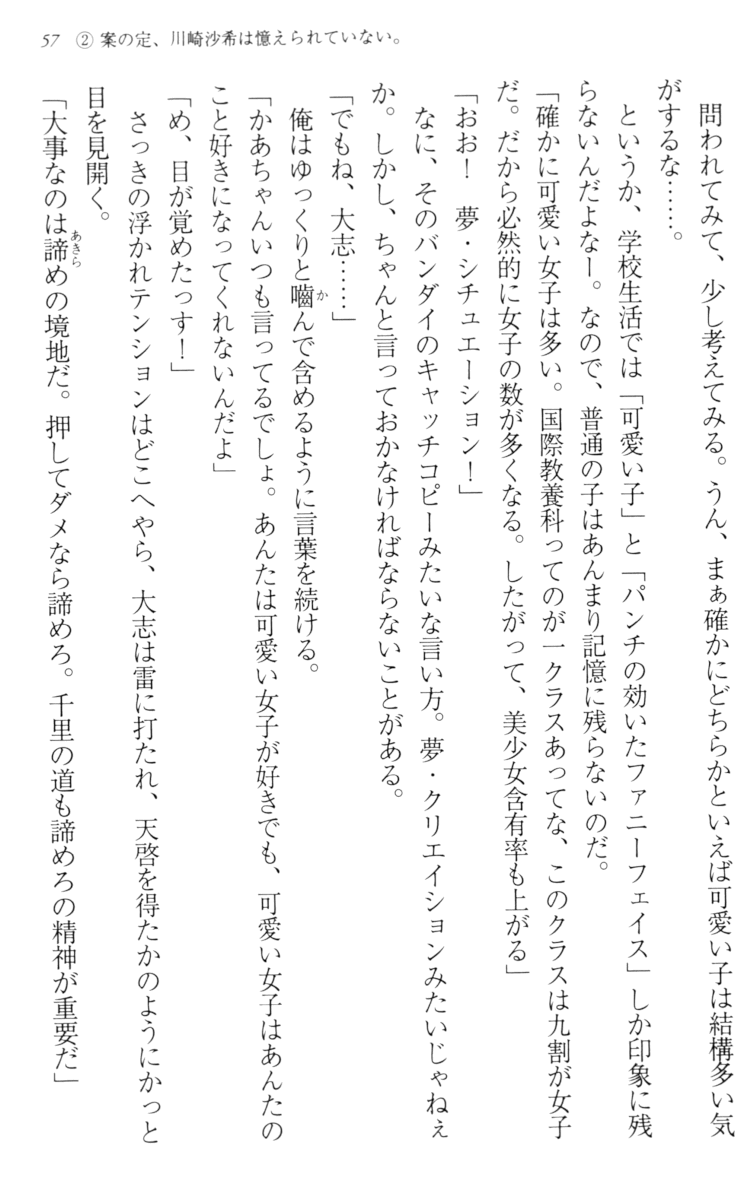 57　② 案の定、川崎沙希は憶えられていない。
　問われてみて、少し考えてみる。うん、まぁ確かにどちらかといえば可愛い子は結構多い気
がするな……。
　というか、学校生活では「可愛い子」と「パンチの効いたファニーフェイス」しか印象に残
らないんだよなー。なので、普通の子はあんまり記憶に残らないのだ。
「確かに可愛い女子は多い。国際教養科ってのが一クラスあってな、このクラスは九割が女子
だ。だから必然的に女子の数が多くなる。したがって、美少女含有率も上がる」
「おお！　夢・シチュエーション！」
　なに、そのバンダイのキャッチコピーみたいな言い方。夢・クリエイションみたいじゃねぇ
か。しかし、ちゃんと言っておかなければならないことがある。
「でもね、大志……」
　俺はゆっくりと嚙んで含めるように言葉を続ける。
「かあちゃんいつも言ってるでしょ。あんたは可愛い女子が好きでも、可愛い女子はあんたの
こと好きになってくれないんだよ」
「め、目が覚めたっす！」
　さっきの浮かれテンションはどこへやら、大志は雷に打たれ、天啓を得たかのようにかっと
目を見開く。
「大事なのは諦めの境地だ。押してダメなら諦めろ。千里の道も諦めろの精神が重要だ」